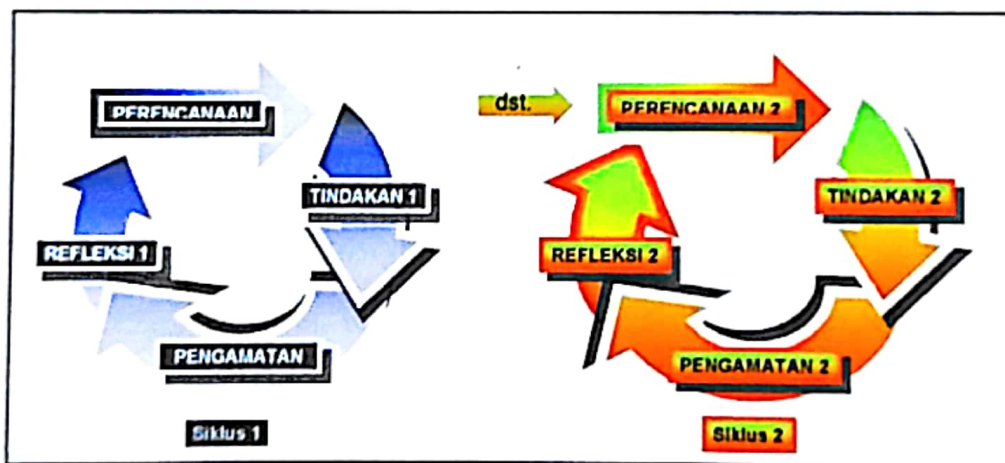 PERENCANAAN
TINDAKAN 1
PENGAMATAN
REFLEKSI 1
Siklus 1
dst.
PERENCANAAN 2
TINDAKAN 2
PENGAMATAN 2
REFLEKSI 2
Siklus 2